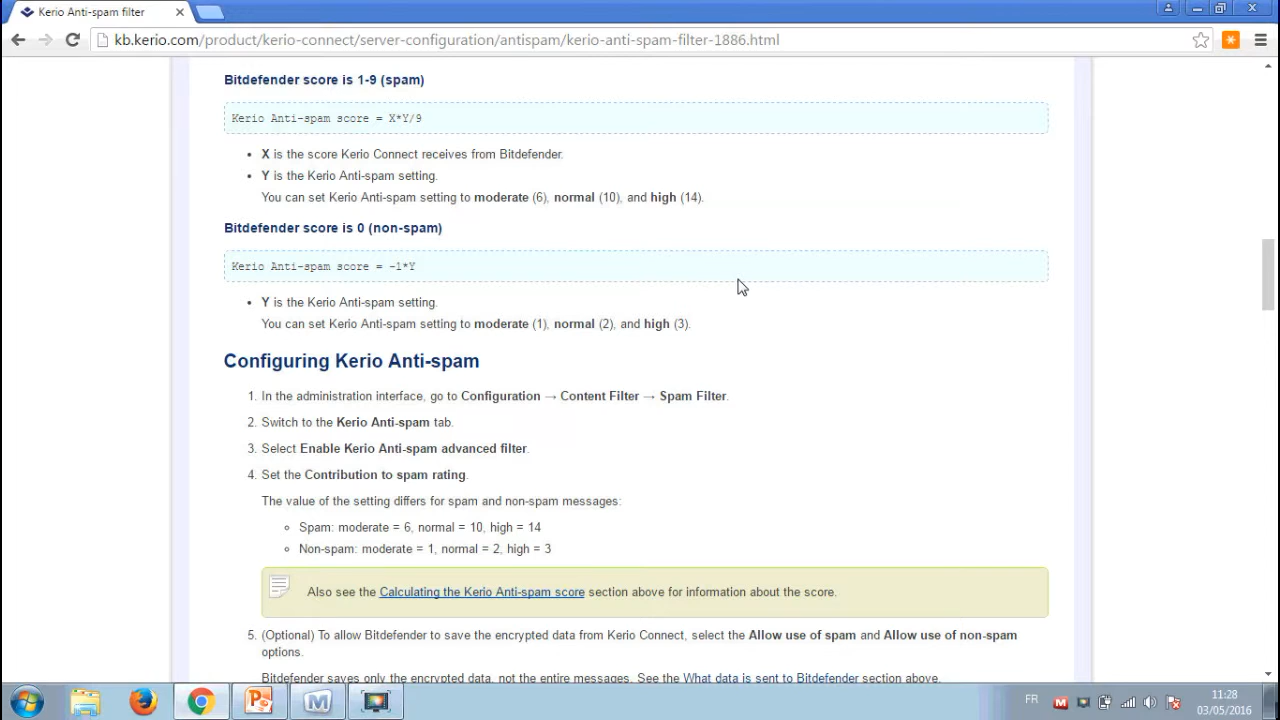 Kerio Anti-spam filter
kb.kerio.com/product/kerio-connect/server-configuration/antispam/kerio-anti-spam-filter-1886.html
Bitdefender score is 1-9 (spam)
Kerio Anti-spam score = X*Y/9
• X is the score Kerio Connect receives from Bitdefender.
• Y is the Kerio Anti-spam setting.
You can set Kerio Anti-spam setting to moderate (6), normal (10), and high (14).
Bitdefender score is 0 (non-spam)
Kerio Anti-spam score = -1*Y
• Y is the Kerio Anti-spam setting.
You can set Kerio Anti-spam setting to moderate (1), normal (2), and high (3).
Configuring Kerio Anti-spam
1. In the administration interface, go to Configuration → Content Filter → Spam Filter.
2. Switch to the Kerio Anti-spam tab.
3. Select Enable Kerio Anti-spam advanced filter.
4. Set the Contribution to spam rating.
The value of the setting differs for spam and non-spam messages:
◦ Spam: moderate = 6, normal = 10, high = 14
◦ Non-spam: moderate = 1, normal = 2, high = 3
Also see the Calculating the Kerio Anti-spam score section above for information about the score.
5. (Optional) To allow Bitdefender to save the encrypted data from Kerio Connect, select the Allow use of spam and Allow use of non-spam
options.
Bitdefender saves only the encrypted data, not the entire messages. See the What data is sent to Bitdefender section above.
FR
11:28
03/05/2016